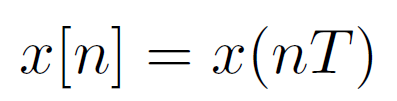 x[n] = x(nT)